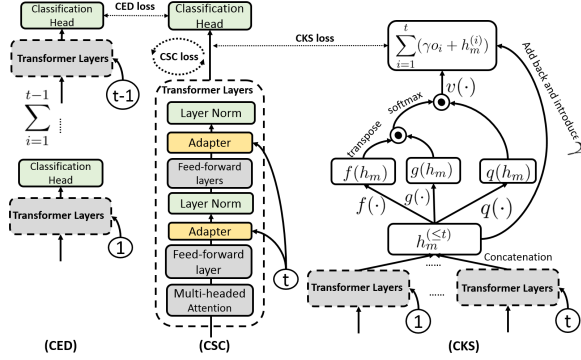 Classification
Head
CED loss
Transformer Layers
t-1
t-1
∑
i=1
Classification
Head
Transformer Layers
1
(CED)
Classification
Head
CSC loss
Transformer Layers
Layer Norm
Adapter
Feed-forward
layers
Layer Norm
Adapter
Feed-forward
layer
Multi-headed
Attention
t
(CSC)
CKS loss
t
∑(γo_i + h_m^{(i)})
i=1
v(·)
softmax
transpose
Add back and introduce γ
f(h_m)
g(h_m)
q(h_m)
f(·)
g(·)
q(·)
h_m^{(≤t)}
Concatenation
......
Transformer Layers
......
Transformer Layers
1
t
(CKS)